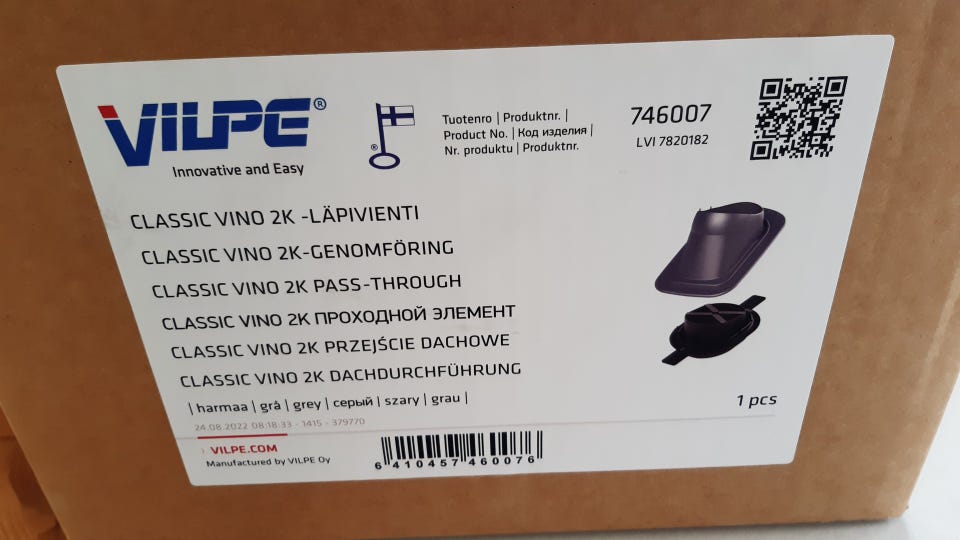 VILPE®
Innovative and Easy
®
Tuotenro | Produktnr. |
Product No. | Код изделия |
Nr. produktu | Produktnr.
746007
LVI 7820182
CLASSIC VINO 2K -LÄPIVIENTI
CLASSIC VINO 2K-GENOMFÖRING
CLASSIC VINO 2K PASS-THROUGH
CLASSIC VINO 2K ПРОХОДНОЙ ЭЛЕМЕНТ
CLASSIC VINO 2K PRZEJŚCIE DACHOWE
CLASSIC VINO 2K DACHDURCHFÜHRUNG
| harmaa | grå | grey | серый | szary | grau |
1 pcs
24.08.2022 08:18:33 - 1415 - 379770
VILPE.COM
Manufactured by VILPE Oy
6 410457 460076